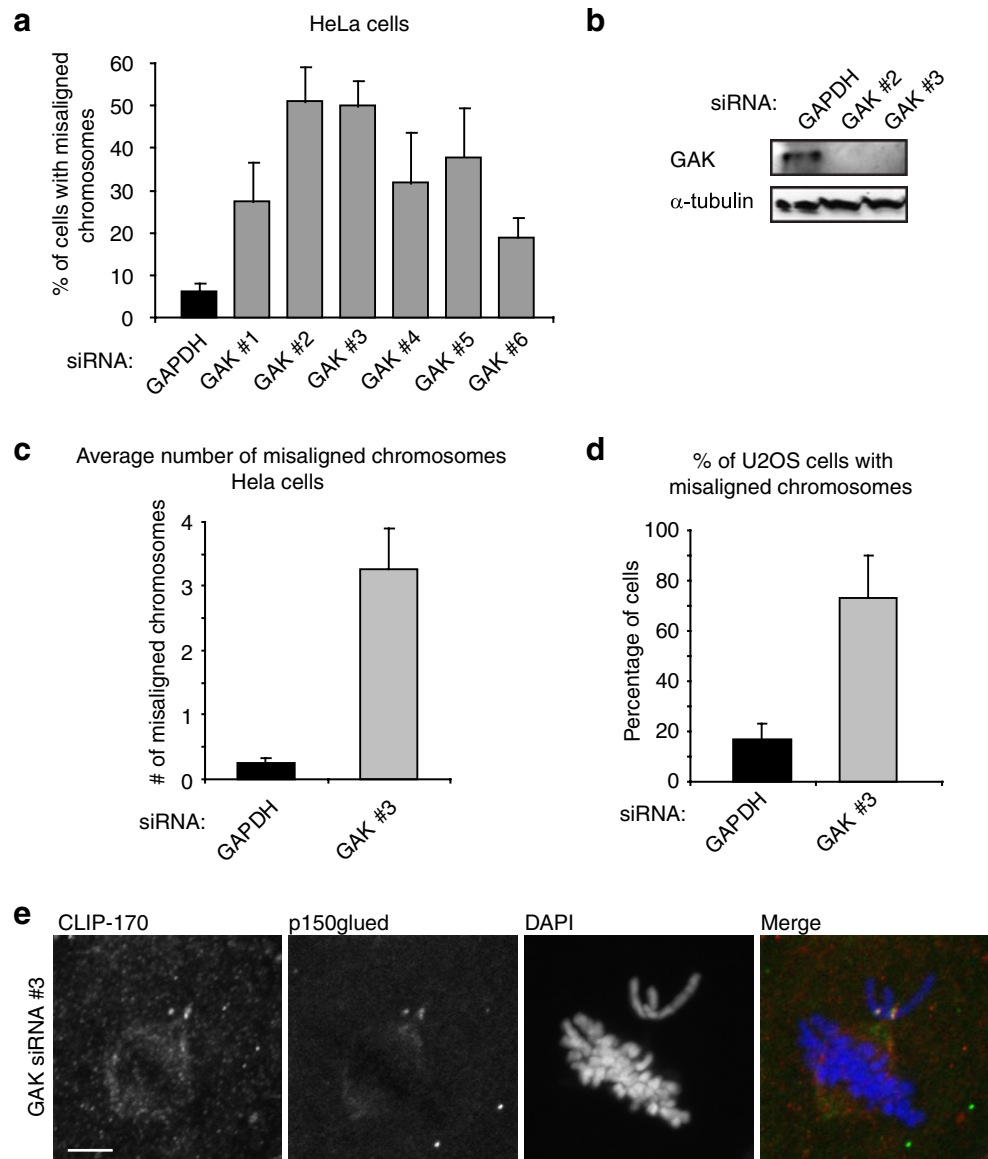 a
HeLa cells
% of cells with misaligned
chromosomes
60
50
40
30
20
10
0
siRNA:
GAPDH
GAK #1
GAK #2
GAK #3
GAK #4
GAK #5
GAK #6
b
siRNA:
GAPDH
GAK #2
GAK #3
GAK
α-tubulin
c
Average number of misaligned chromosomes
Hela cells
# of misaligned chromosomes
4
3
2
1
0
siRNA:
GAPDH
GAK #3
d
% of U2OS cells with
misaligned chromosomes
Percentage of cells
100
80
60
40
20
0
siRNA:
GAPDH
GAK #3
e
CLIP-170
p150glued
DAPI
Merge
GAK siRNA #3